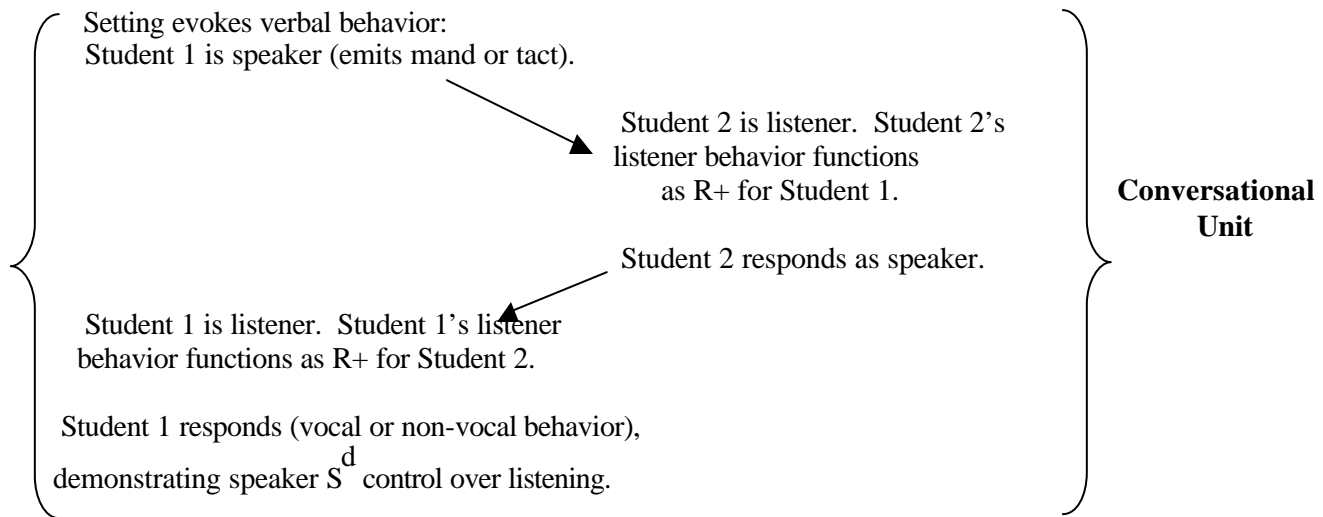 Setting evokes verbal behavior:
Student 1 is speaker (emits mand or tact).
Student 2 is listener.  Student 2’s
listener behavior functions
as R+ for Student 1.
Conversational
Unit
Student 2 responds as speaker.
Student 1 is listener.  Student 1’s listener
behavior functions as R+ for Student 2.
Student 1 responds (vocal or non-vocal behavior),
demonstrating speaker S^d control over listening.